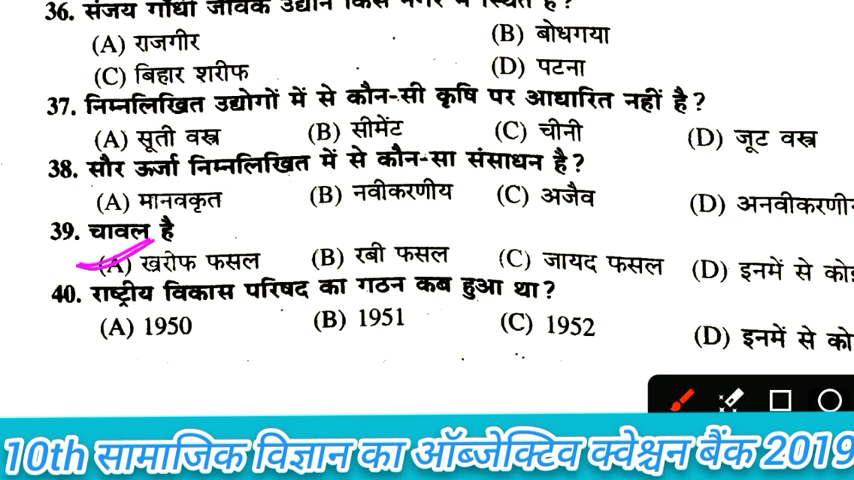 36. संजय गाँधी जैविक उद्यान किस नगर में स्थित है?
(A) राजगीर (B) बोधगया
(C) बिहार शरीफ (D) पटना
37. निम्नलिखित उद्योगों में से कौन-सी कृषि पर आधारित नहीं है?
(A) सूती वस्त्र (B) सीमेंट (C) चीनी (D) जूट वस्त्र
38. सौर ऊर्जा निम्नलिखित में से कौन-सा संसाधन है?
(A) मानवकृत (B) नवीकरणीय (C) अजैव (D) अनवीकरणी
39. चावल है
(A) खरीफ फसल (B) रबी फसल (C) जायद फसल (D) इनमें से
40. राष्ट्रीय विकास परिषद का गठन कब हुआ था?
(A) 1950 (B) 1951 (C) 1952 (D) इनमें से को
10th सामाजिक विज्ञान का ऑब्जेक्टिव क्वेश्चन बैंक 2019